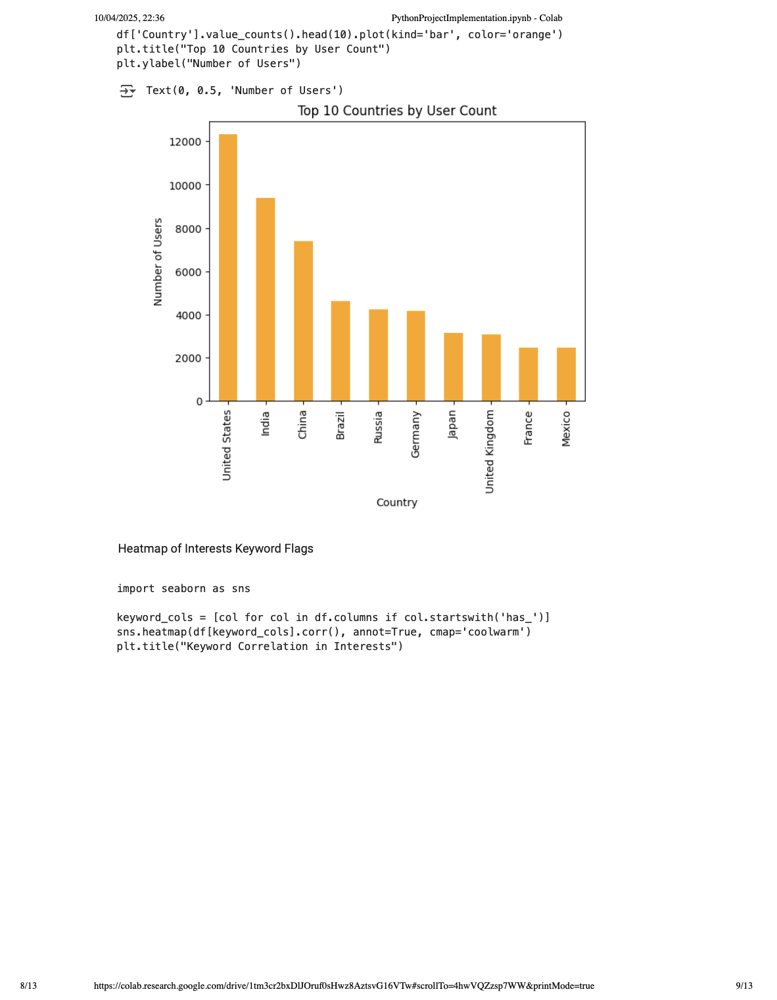 10/04/2025, 22:36 PythonProjectImplementation.ipynb - Colab
df['Country'].value_counts().head(10).plot(kind='bar', color='orange')
plt.title("Top 10 Countries by User Count")
plt.ylabel("Number of Users")
Text(0, 0.5, 'Number of Users')
Top 10 Countries by User Count
12000
10000
8000
6000
4000
2000
0
Number of Users
United States
India
China
Brazil
Russia
Germany
Japan
United Kingdom
France
Mexico
Country
Heatmap of Interests Keyword Flags
import seaborn as sns
keyword_cols = [col for col in df.columns if col.startswith('has_')]
sns.heatmap(df[keyword_cols].corr(), annot=True, cmap='coolwarm')
plt.title("Keyword Correlation in Interests")
8/13 https://colab.research.google.com/drive/1tm3cr2bxDlJOruf0sHwz8AztsvG16VTw#scrollTo=4hwVQZzsp7WW&printMode=true 9/13